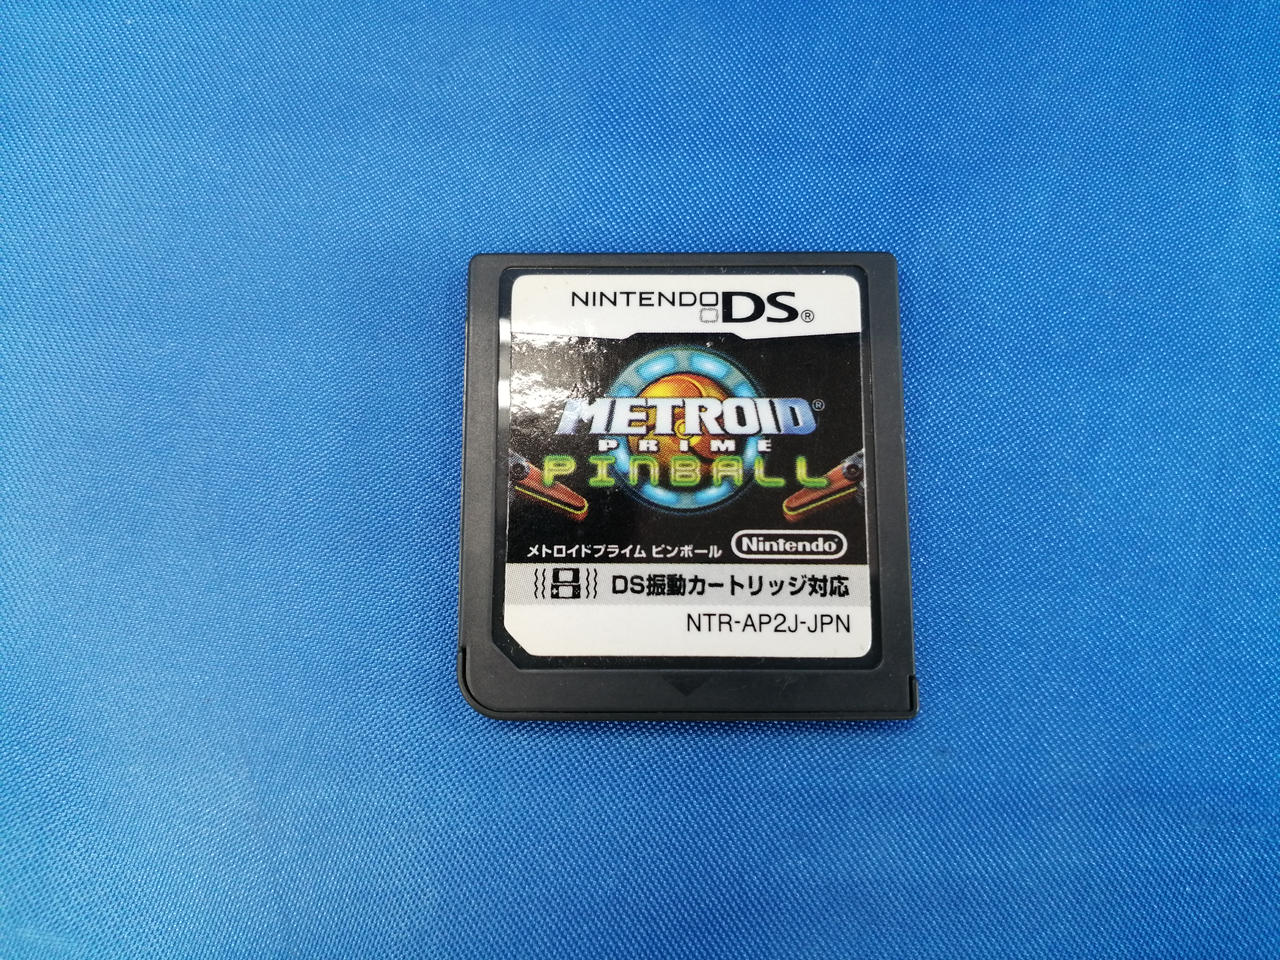 NINTENDO DS®
METROID®
PRIME
PINBALL
メトロイドプライム ピンボール Nintendo®
DS振動カートリッジ対応
NTR-AP2J-JPN